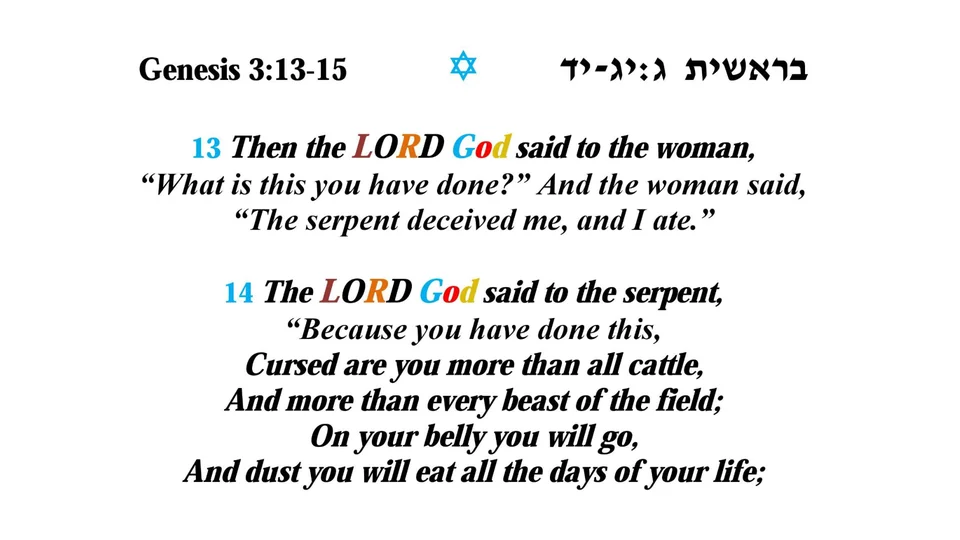 Genesis 3:13-15 ✡ בראשית ג:יג-יד
13 Then the LORD God said to the woman,
“What is this you have done?” And the woman said,
“The serpent deceived me, and I ate.”
14 The LORD God said to the serpent,
“Because you have done this,
Cursed are you more than all cattle,
And more than every beast of the field;
On your belly you will go,
And dust you will eat all the days of your life;